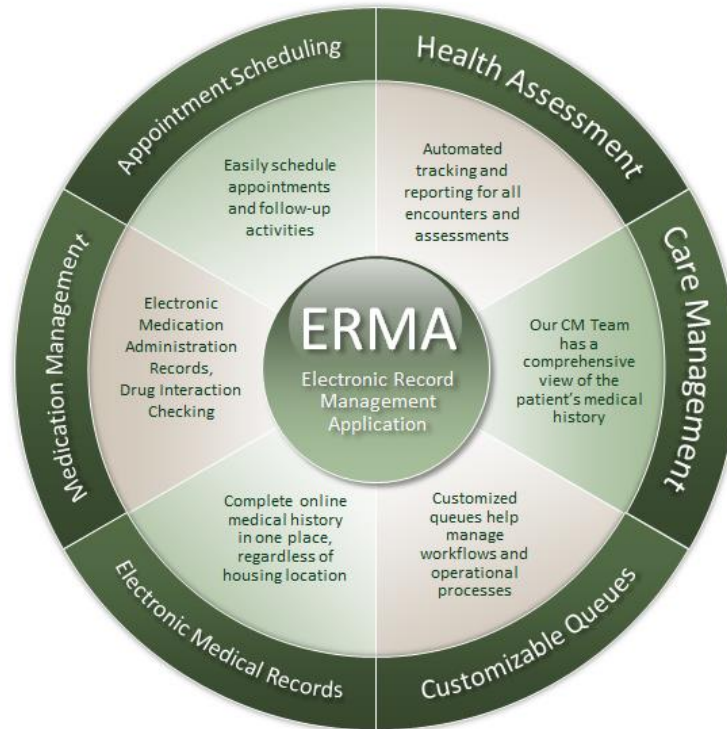 Appointment Scheduling
Easily schedule
appointments
and follow-up
activities
Health Assessment
Automated
tracking and
reporting for all
encounters and
assessments
Care Management
Our CM Team
has a
comprehensive
view of the
patient's medical
history
Customizable Queues
Customized
queues help
manage
workflows and
operational
processes
Electronic Medical Records
Complete online
medical history
in one place,
regardless of
housing location
Medication Management
Electronic
Medication
Administration
Records,
Drug Interaction
Checking
ERMA
Electronic Record
Management
Application